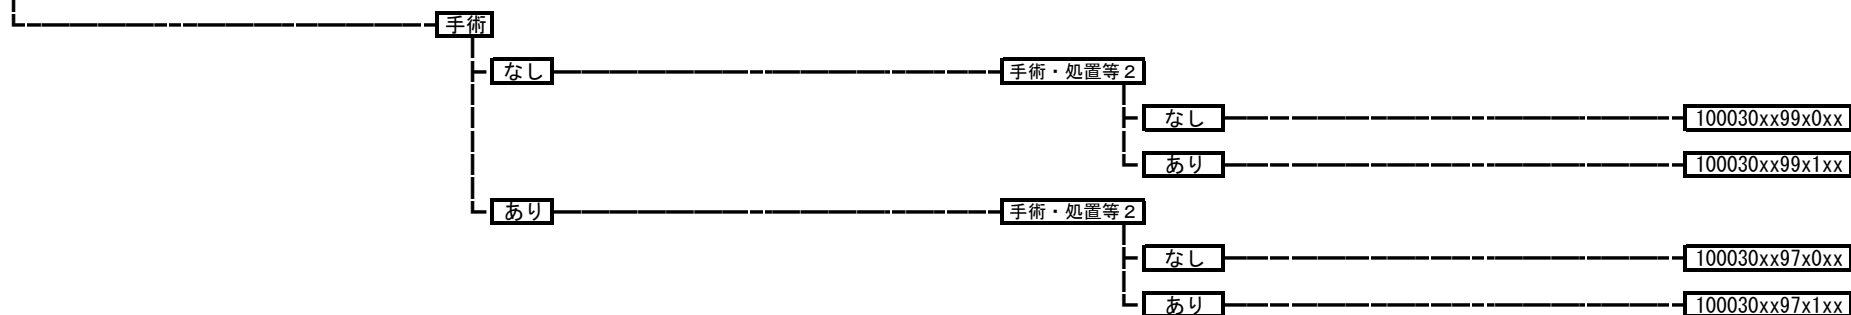 手術
なし 手術・処置等２
なし 100030xx99x0xx
あり 100030xx99x1xx
あり 手術・処置等２
なし 100030xx97x0xx
あり 100030xx97x1xx